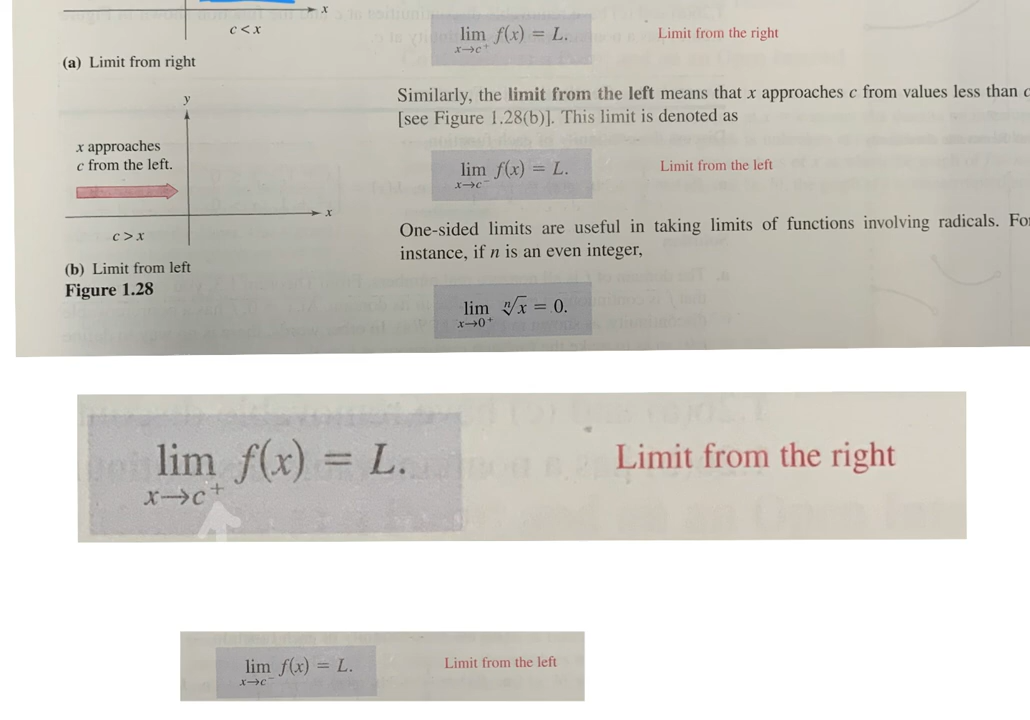 x
c < x
(a) Limit from right
lim f(x) = L.
x→c⁺
Limit from the right
y
x approaches
c from the left.
x
c > x
(b) Limit from left
Figure 1.28
Similarly, the limit from the left means that x approaches c from values less than c
[see Figure 1.28(b)]. This limit is denoted as
lim f(x) = L.
x→c⁻
Limit from the left
One-sided limits are useful in taking limits of functions involving radicals. For
instance, if n is an even integer,
lim ⁿ√x = 0.
x→0⁺
lim f(x) = L.
x→c⁺
Limit from the right
lim f(x) = L.
x→c⁻
Limit from the left